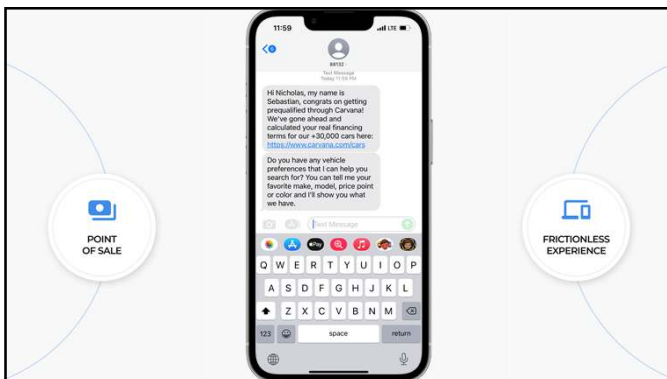 11:59
LTE
Text Message
Today 11:59 PM
Hi Nicholas, my name is
Sebastian, congrats on getting
prequalified through Carvana!
We've gone ahead and
calculated your real financing
terms for our +30,000 cars here:
https://www.carvana.com/cars
Do you have any vehicle
preferences that I can help you
search for? You can tell me your
favorite make, model, price point
or color and I'll show you what
we have.
POINT
OF SALE
FRICTIONLESS
EXPERIENCE
Text Message
Pay
Q W E R T Y U I O P
A S D F G H J K L
Z X C V B N M
123
space
return